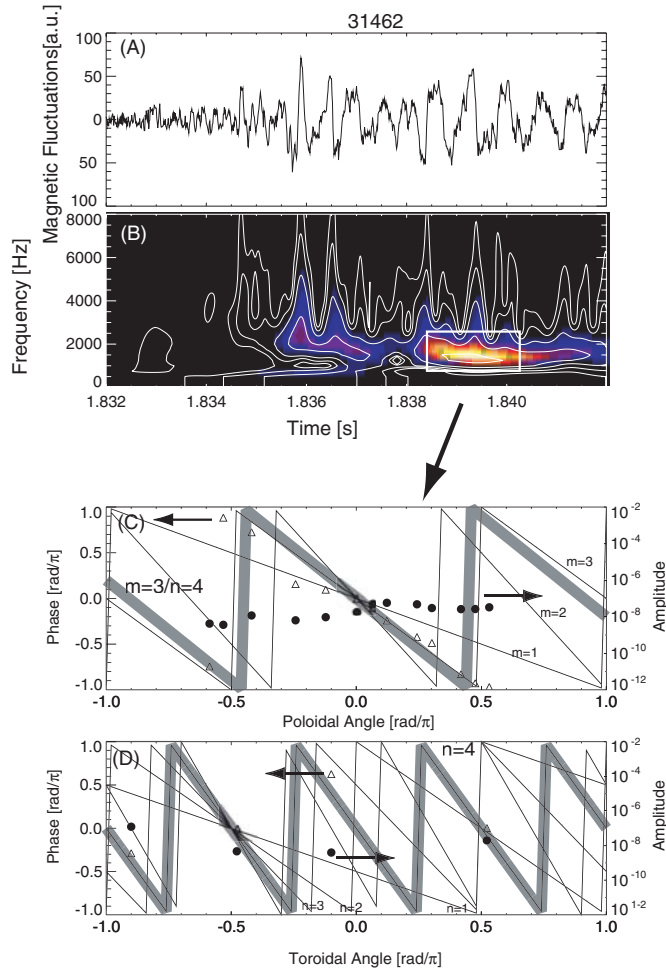 31462
Magnetic Fluctuations[a.u.]
(A)
100
50
0
50
100
Frequency [Hz]
(B)
8000
6000
4000
2000
0
1.832 1.834 1.836 1.838 1.840
Time [s]
(C)
Phase [rad/π]
1.0
0.5
0.0
-0.5
-1.0
m=3/n=4
m=3
m=2
m=1
10-2
10-4
10-6
10-8
10-10
10-12
Amplitude
-1.0 -0.5 0.0 0.5 1.0
Poloidal Angle [rad/π]
(D)
Phase [rad/π]
1.0
0.5
0.0
-0.5
-1.0
n=4
n=3 n=2 n=1
10-2
10-4
10-6
10-8
10-10
10-12
Amplitude
-1.0 -0.5 0.0 0.5 1.0
Toroidal Angle [rad/π]